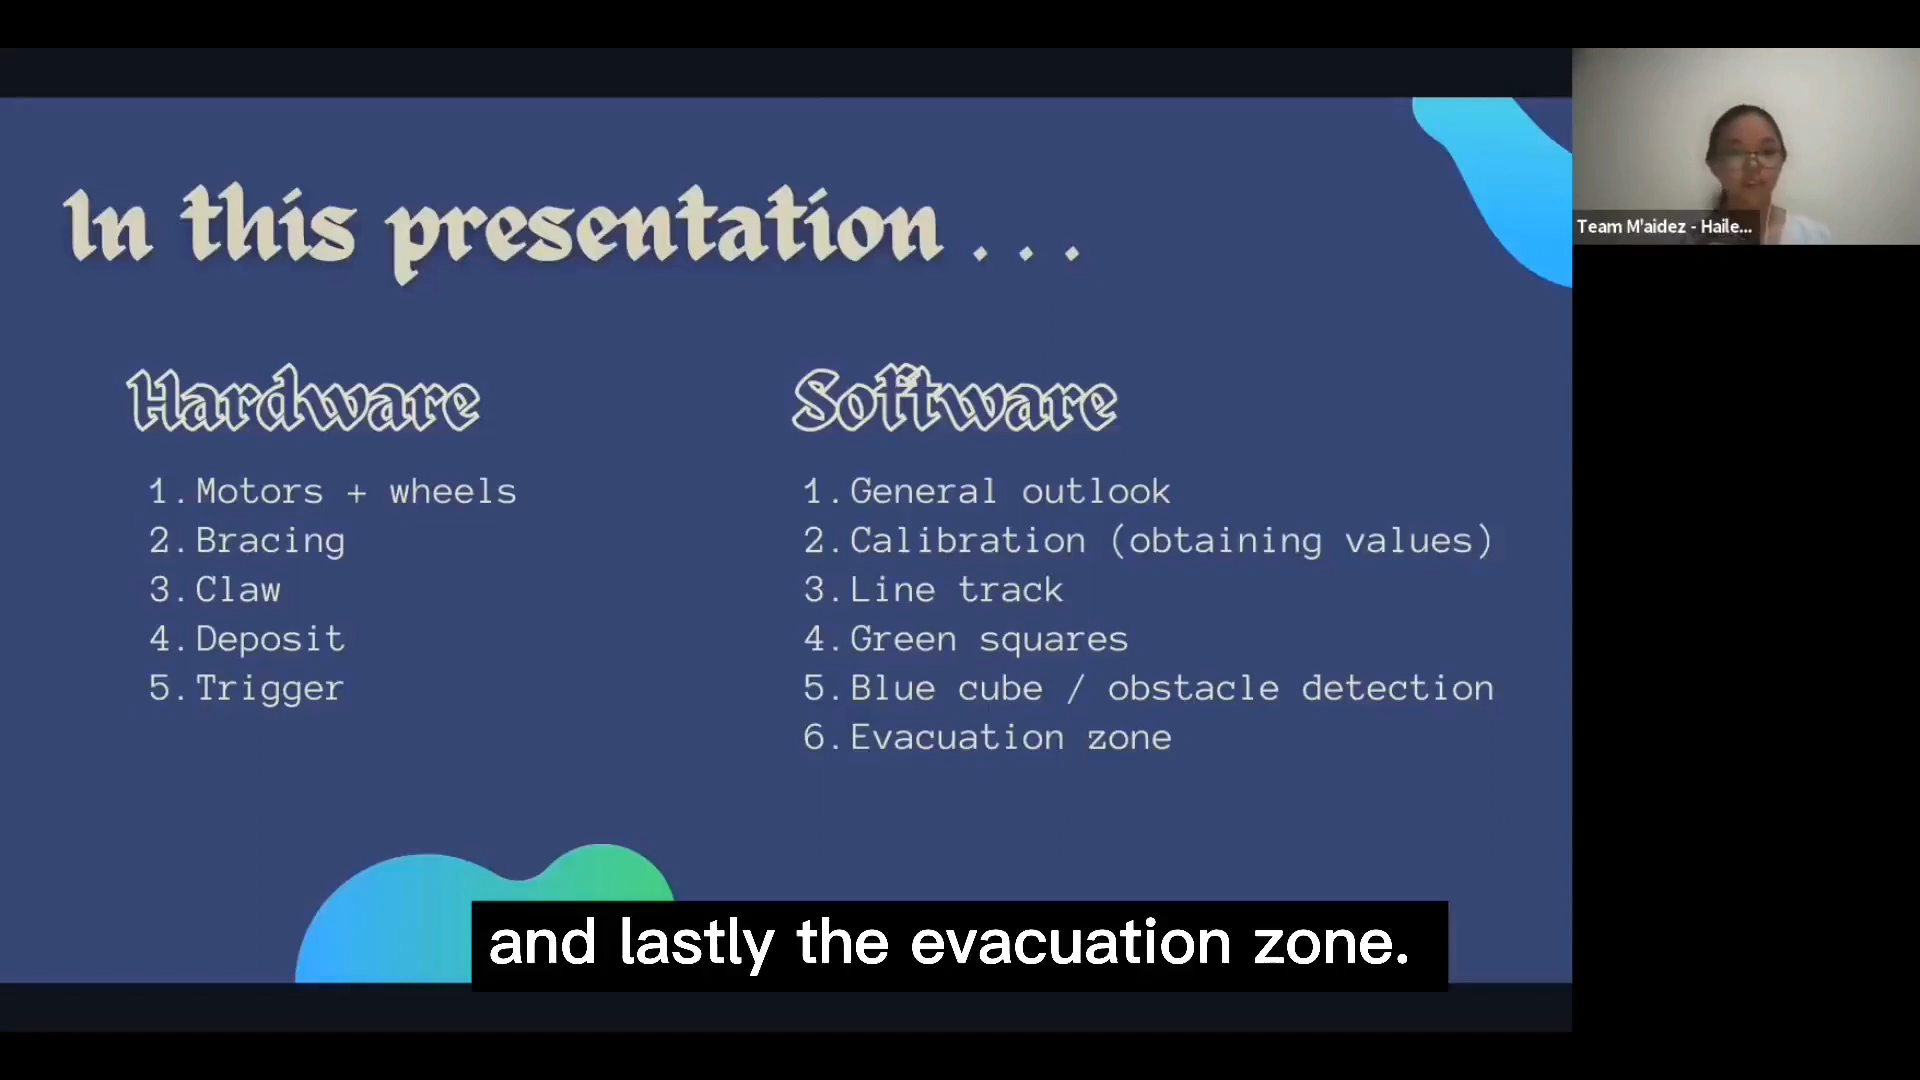 In this presentation . . .
Hardware
1. Motors + wheels
2. Bracing
3. Claw
4. Deposit
5. Trigger
Software
1. General outlook
2. Calibration (obtaining values)
3. Line track
4. Green squares
5. Blue cube / obstacle detection
6. Evacuation zone
Team M'aidez - Haile...
and lastly the evacuation zone.